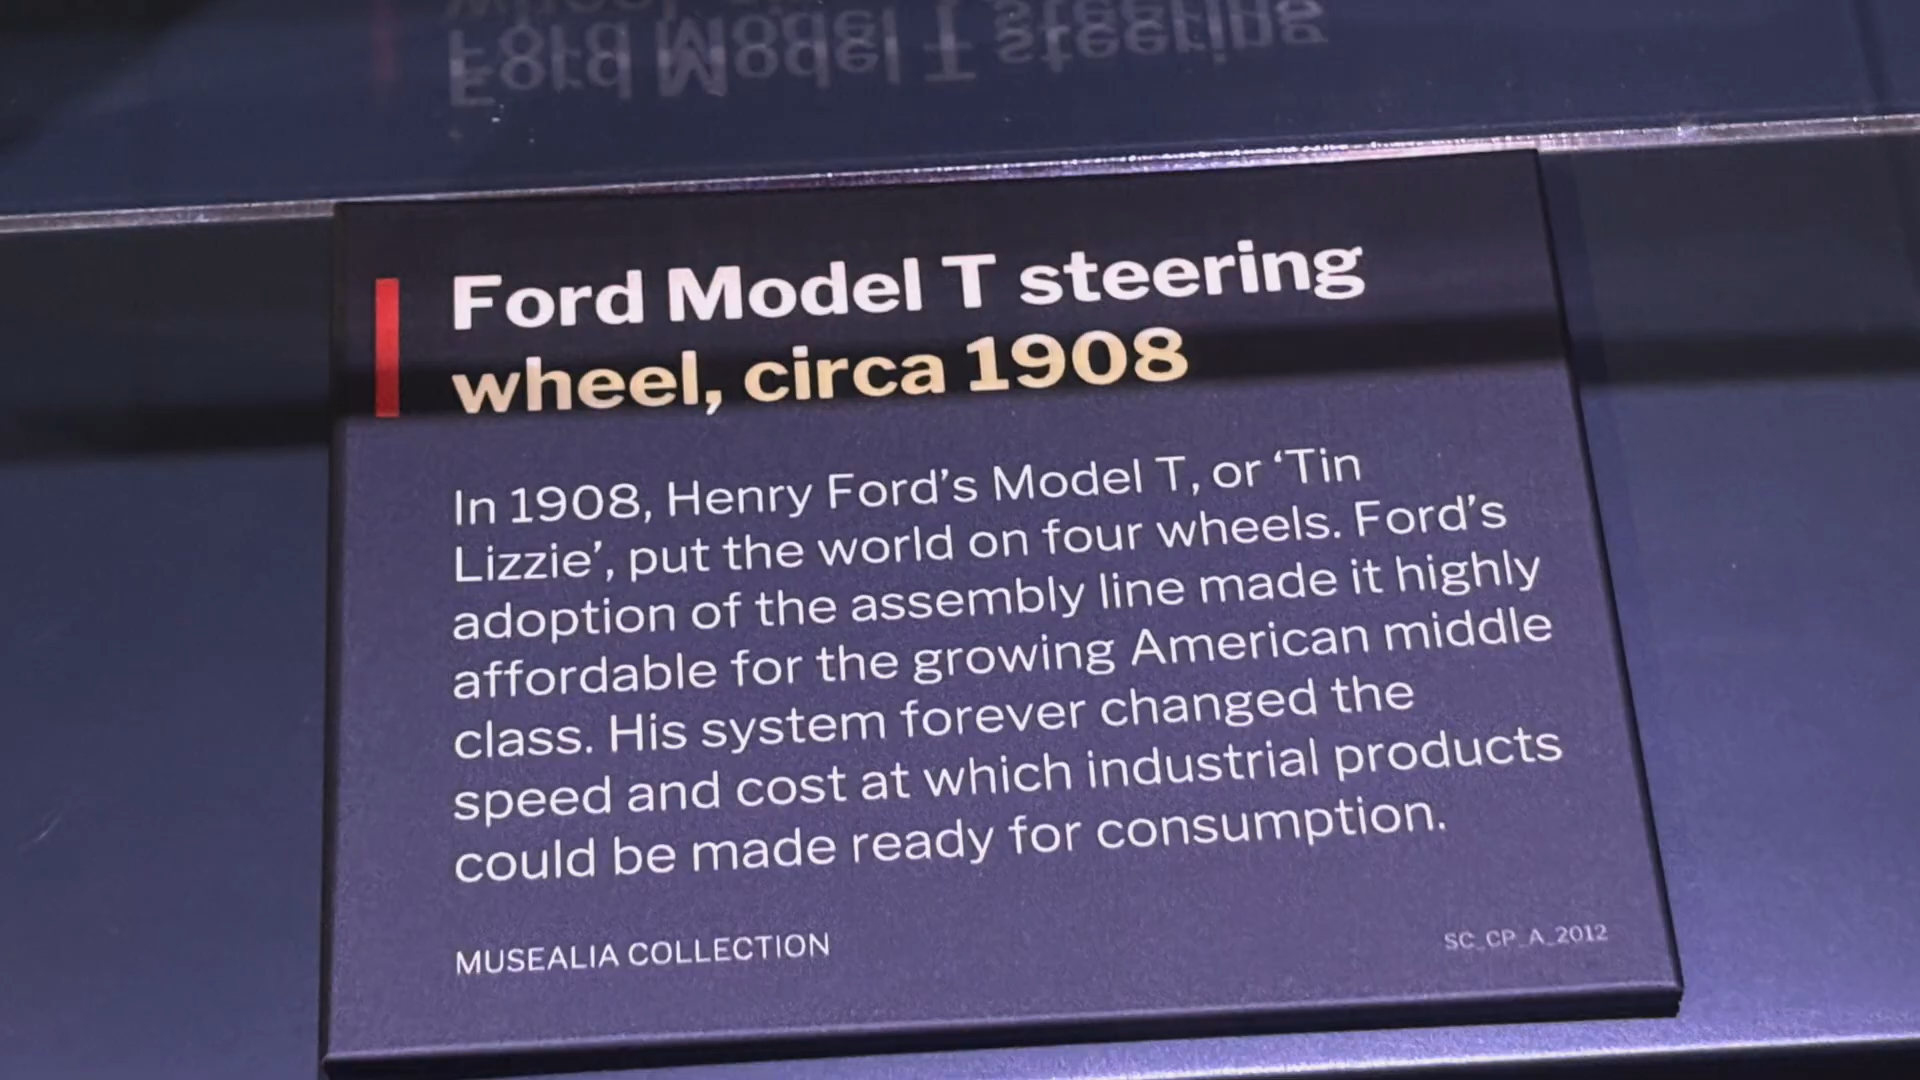 Ford Model T steering
Ford Model T steering
wheel, circa 1908
In 1908, Henry Ford’s Model T, or ‘Tin
Lizzie’, put the world on four wheels. Ford’s
adoption of the assembly line made it highly
affordable for the growing American middle
class. His system forever changed the
speed and cost at which industrial products
could be made ready for consumption.
MUSEALIA COLLECTION
SC_CP_A_2012